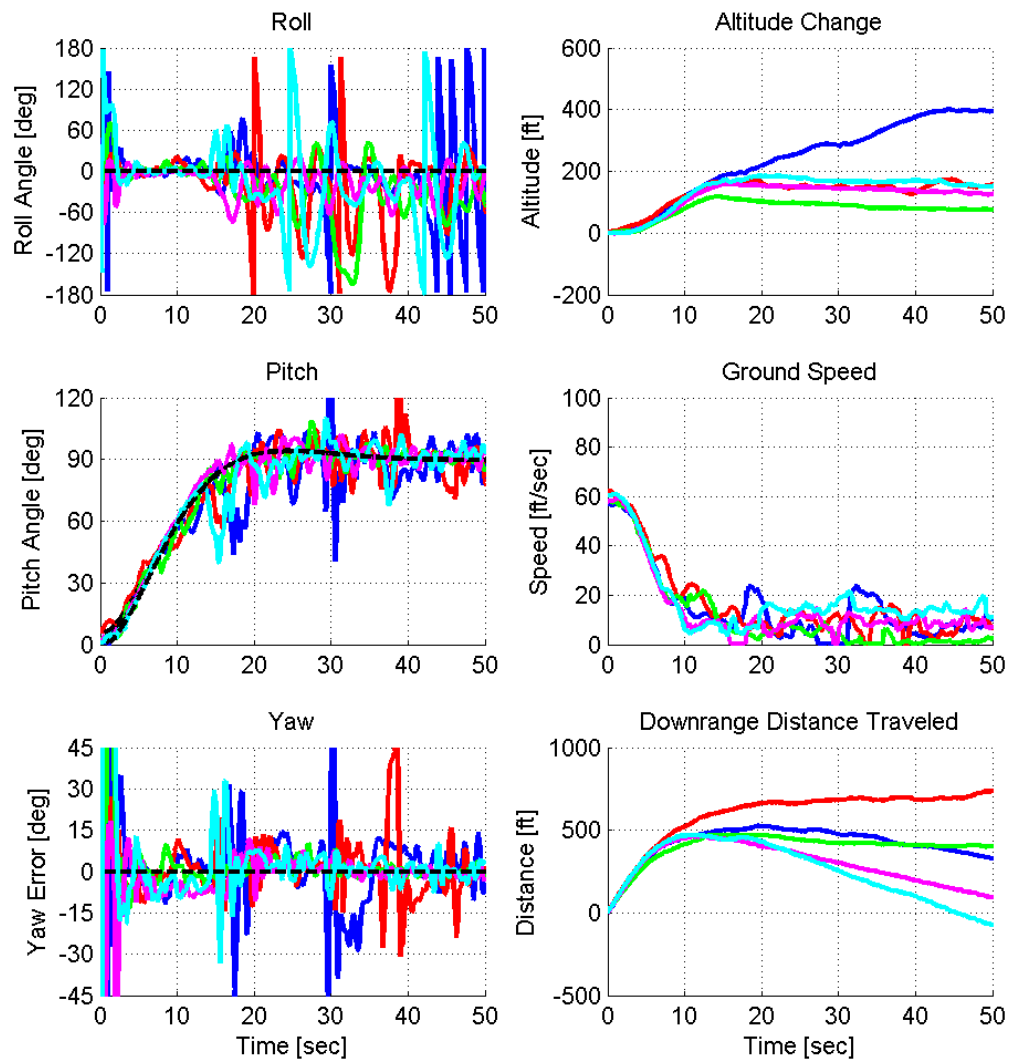 Roll
180
120
60
0
-60
-120
-180
Roll Angle [deg]
0 10 20 30 40 50
Altitude Change
600
400
200
0
-200
Altitude [ft]
0 10 20 30 40 50
Pitch
120
90
60
30
0
Pitch Angle [deg]
0 10 20 30 40 50
Ground Speed
100
80
60
40
20
0
Speed [ft/sec]
0 10 20 30 40 50
Yaw
45
30
15
0
-15
-30
-45
Yaw Error [deg]
0 10 20 30 40 50
Time [sec]
Downrange Distance Traveled
1000
500
0
-500
Distance [ft]
0 10 20 30 40 50
Time [sec]